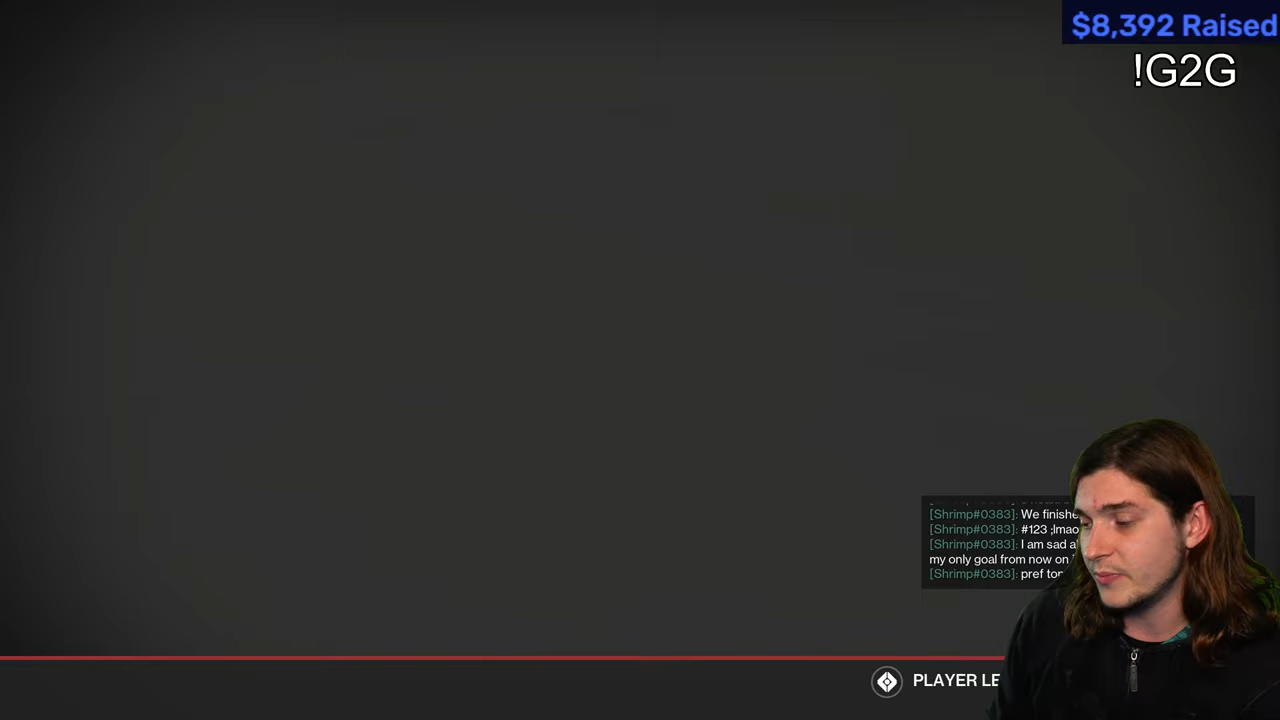 $8,392 Raised
!G2G
[Shrimp#0383]: We finishe
[Shrimp#0383]: #123 ;lmao
[Shrimp#0383]: I am sad a
my only goal from now on
[Shrimp#0383]: pref
PLAYER LE